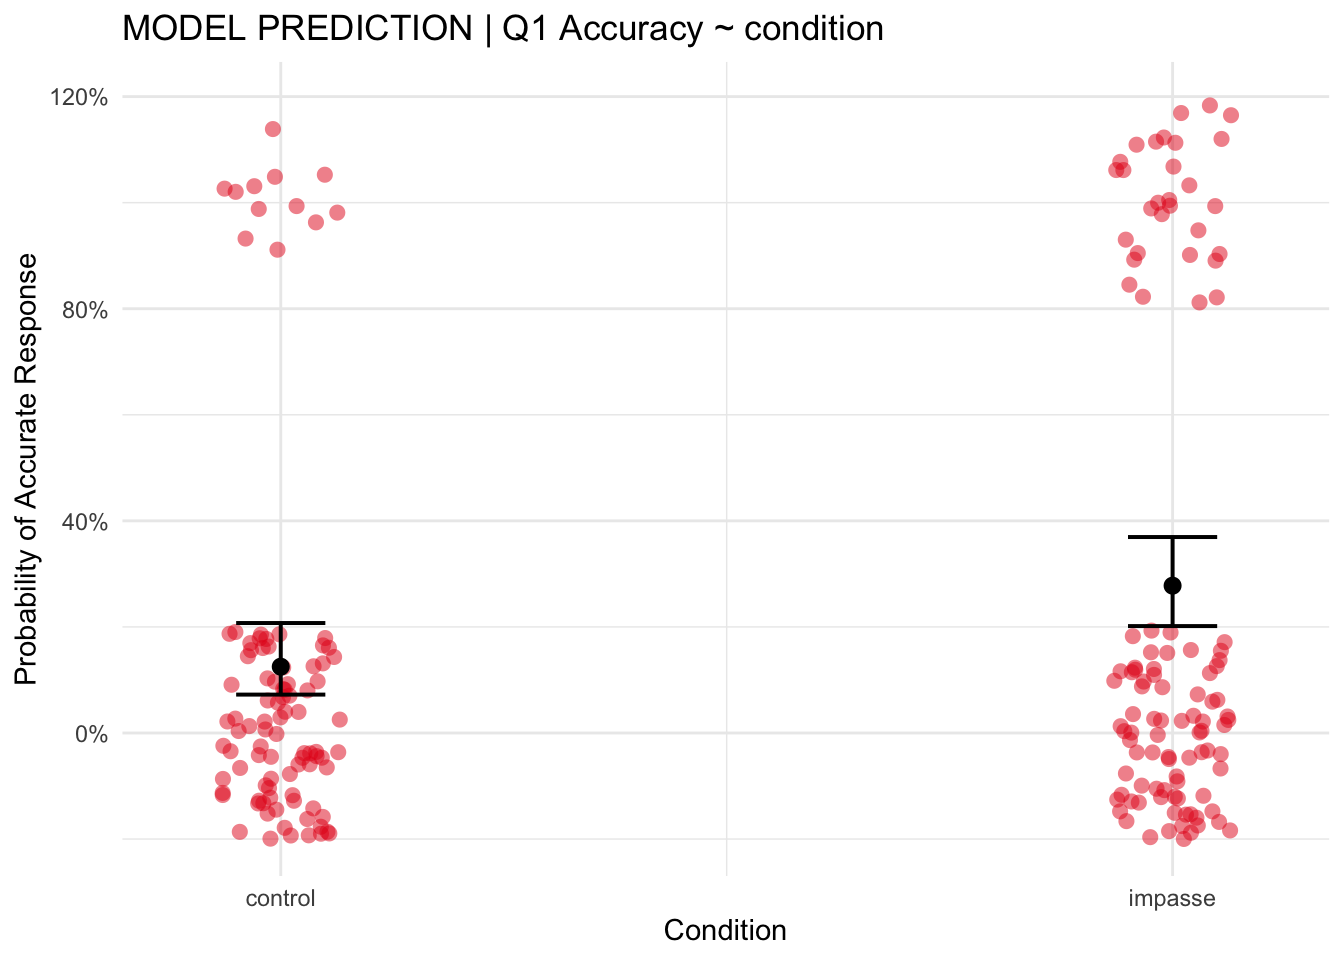 MODEL PREDICTION | Q1 Accuracy ~ condition
120%
80%
40%
0%
Probability of Accurate Response
control
impasse
Condition